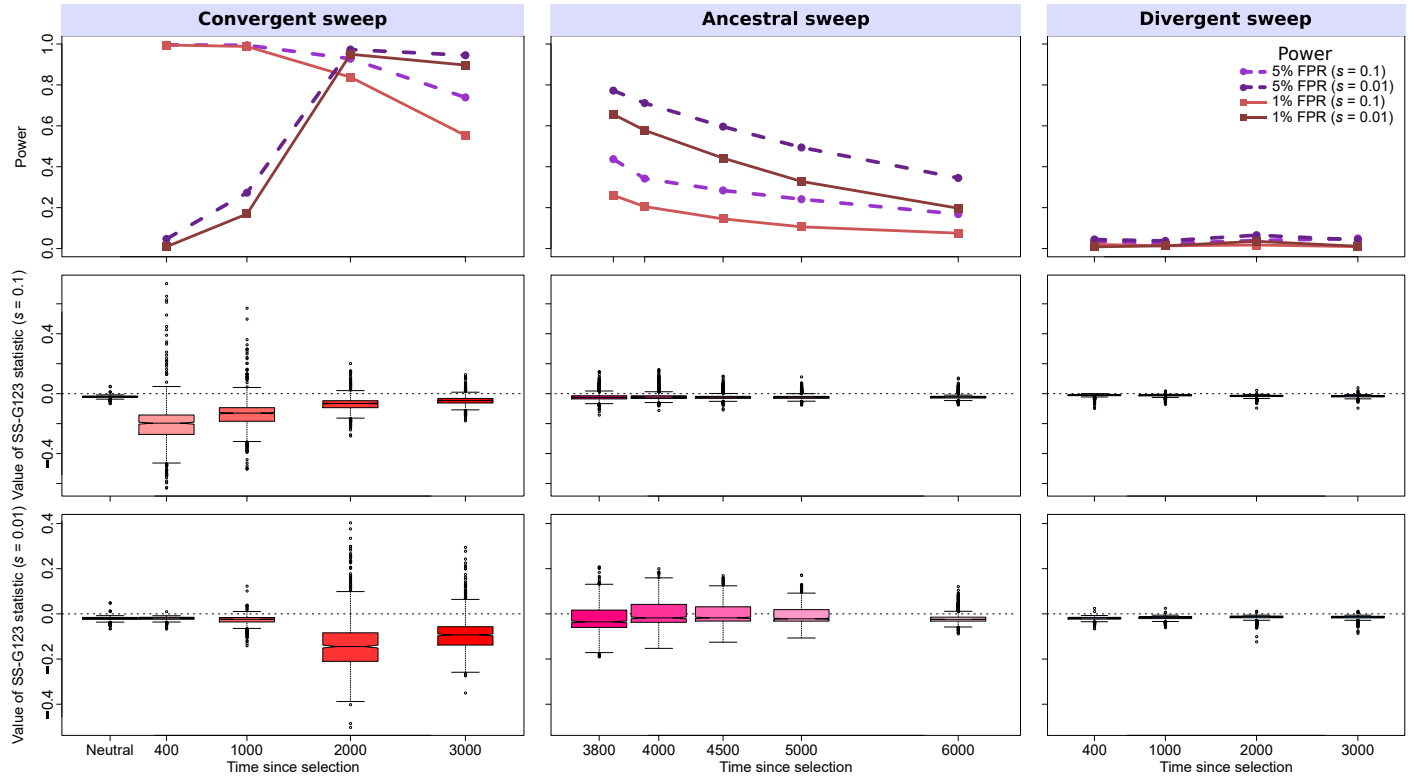 Convergent sweep
Ancestral sweep
Divergent sweep
Power
1.0
0.8
0.6
0.4
0.2
0.0
Power
5% FPR (s = 0.1)
5% FPR (s = 0.01)
1% FPR (s = 0.1)
1% FPR (s = 0.01)
Value of SS-G123 statistic (s = 0.1)
0.4
0.0
−0.4
Value of SS-G123 statistic (s = 0.01)
0.4
0.2
0.0
−0.2
−0.4
Neutral 400 1000 2000 3000
Time since selection
3800 4000 4500 5000 6000
Time since selection
400 1000 2000 3000
Time since selection